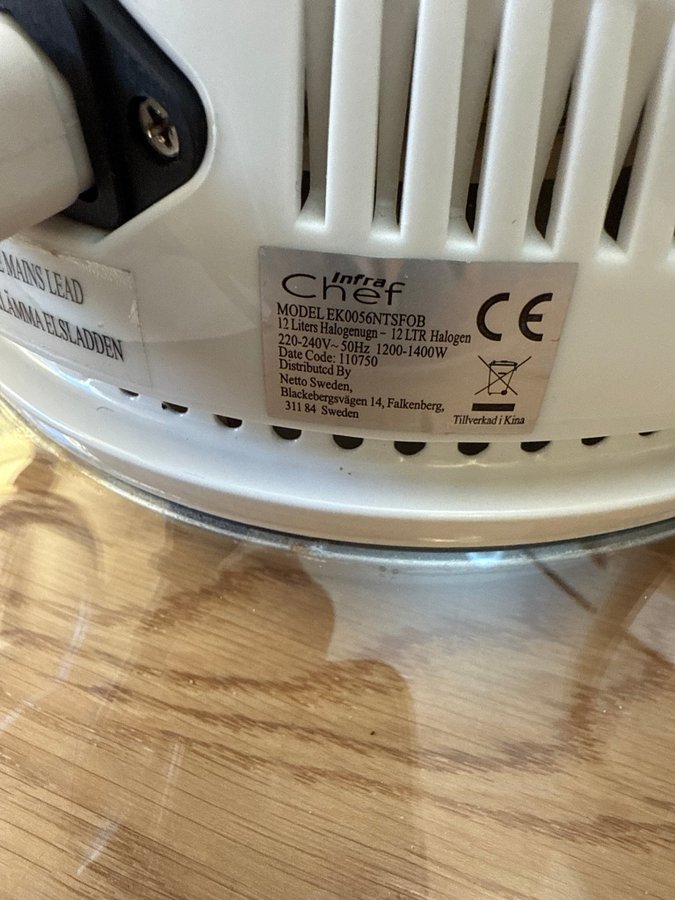 MAINS LEAD
ELSLADDEN
Infra
Chef
MODEL EK0056NTSFOB
12 Liters Halogenugn - 12 LTR Halogen
220-240V~ 50Hz 1200-1400W
Date Code: 110750
Distributed By
Netto Sweden,
Blackebergsvägen 14, Falkenberg,
311 84 Sweden
CE
Tillverkad i Kina